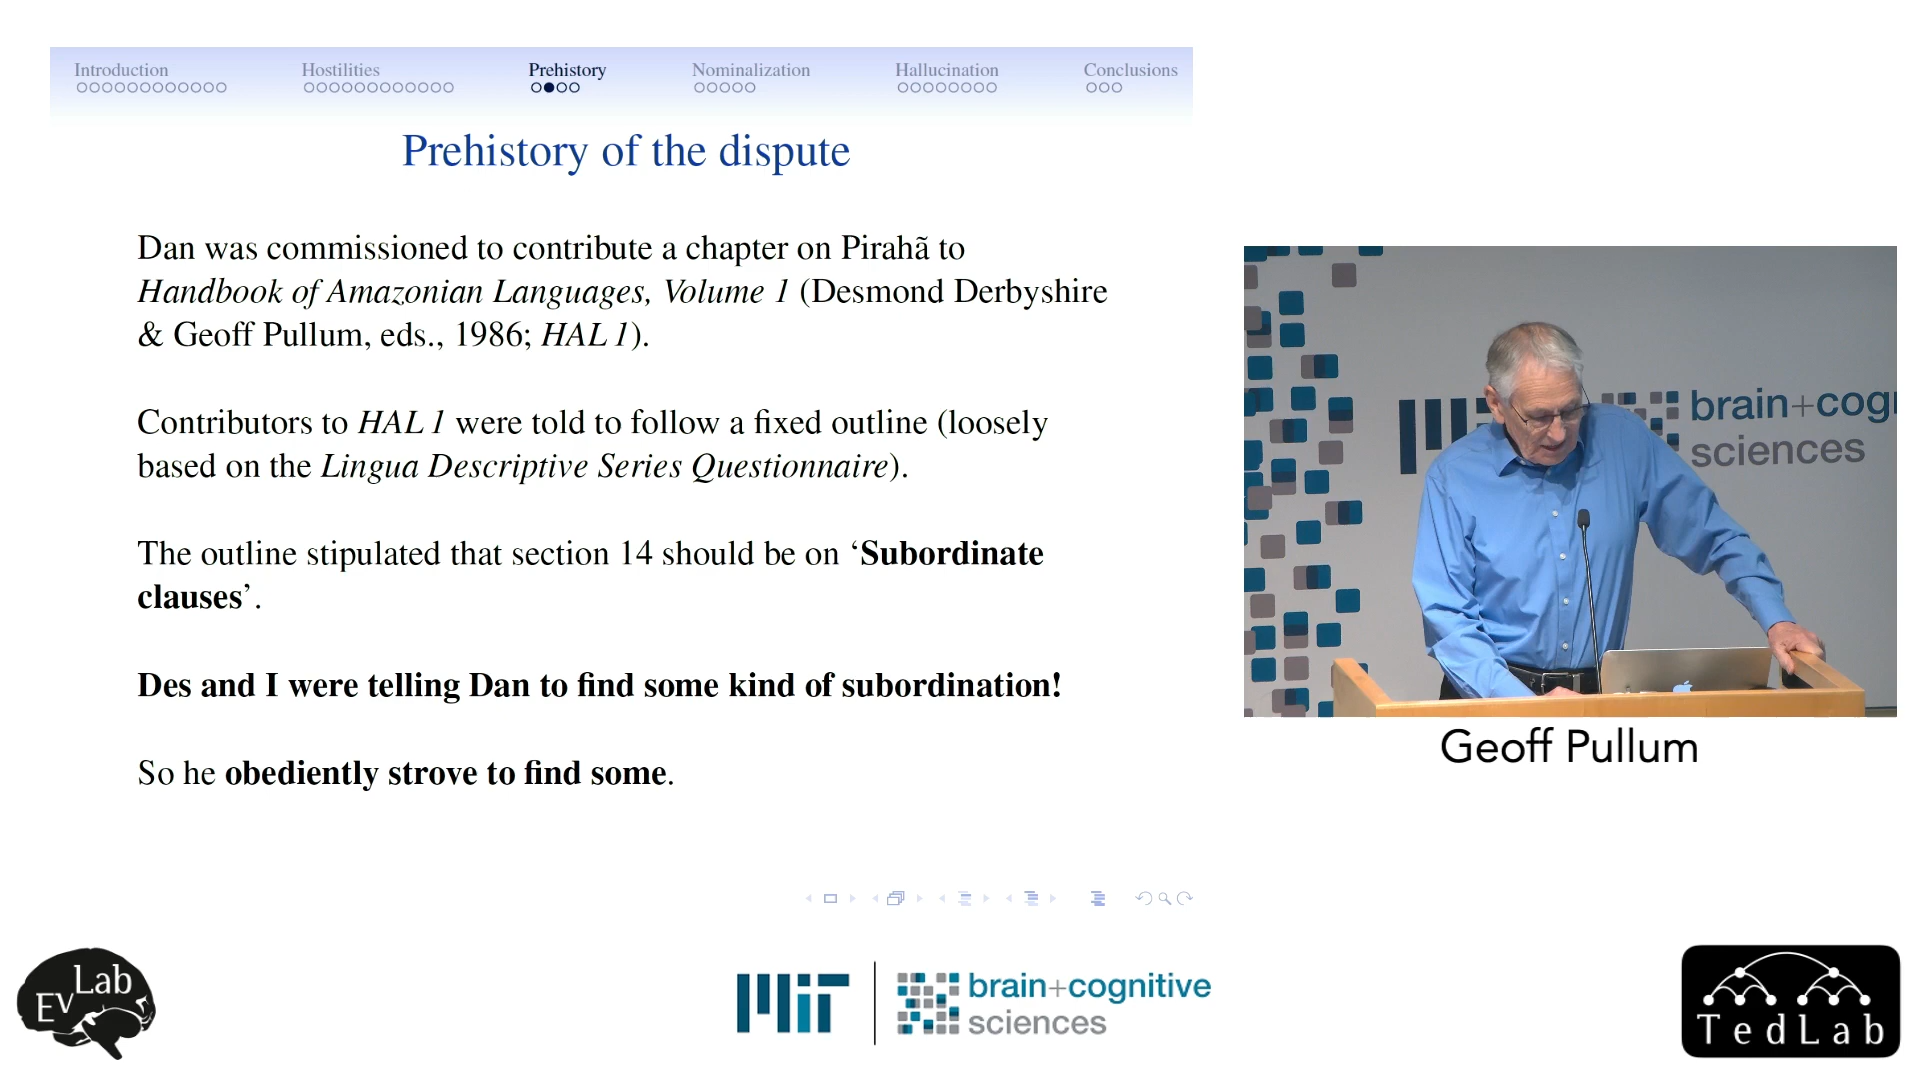 Introduction Hostilities Prehistory Nominalization Hallucination Conclusions
Prehistory of the dispute
Dan was commissioned to contribute a chapter on Pirahã to
Handbook of Amazonian Languages, Volume 1 (Desmond Derbyshire
& Geoff Pullum, eds., 1986; HAL 1).
Contributors to HAL 1 were told to follow a fixed outline (loosely
based on the Lingua Descriptive Series Questionnaire).
The outline stipulated that section 14 should be on ‘Subordinate
clauses’.
Des and I were telling Dan to find some kind of subordination!
So he obediently strove to find some.
brain+cog
sciences
Geoff Pullum
EvLab
MIT
brain+cognitive
sciences
TedLab